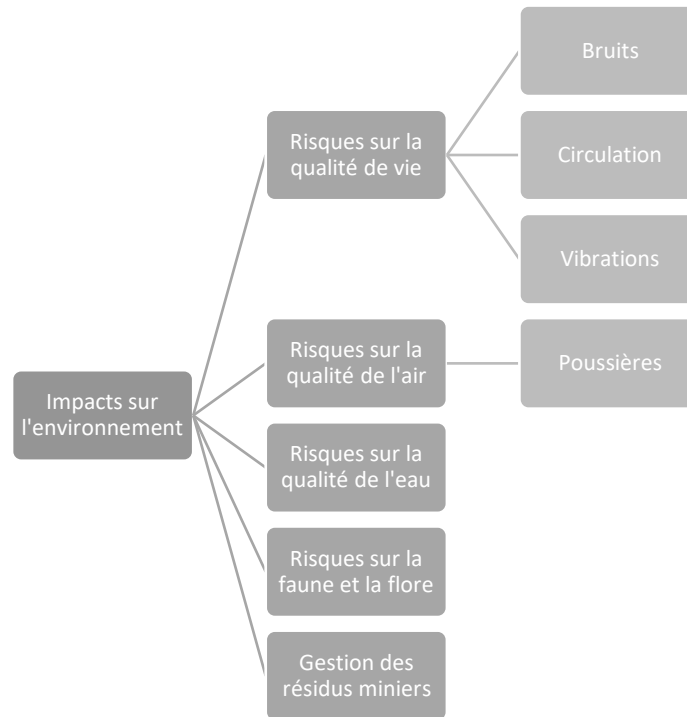 Impacts sur
l'environnement
Risques sur la
qualité de vie
Bruits
Circulation
Vibrations
Risques sur la
qualité de l'air
Poussières
Risques sur la
qualité de l'eau
Risques sur la
faune et la flore
Gestion des
résidus miniers